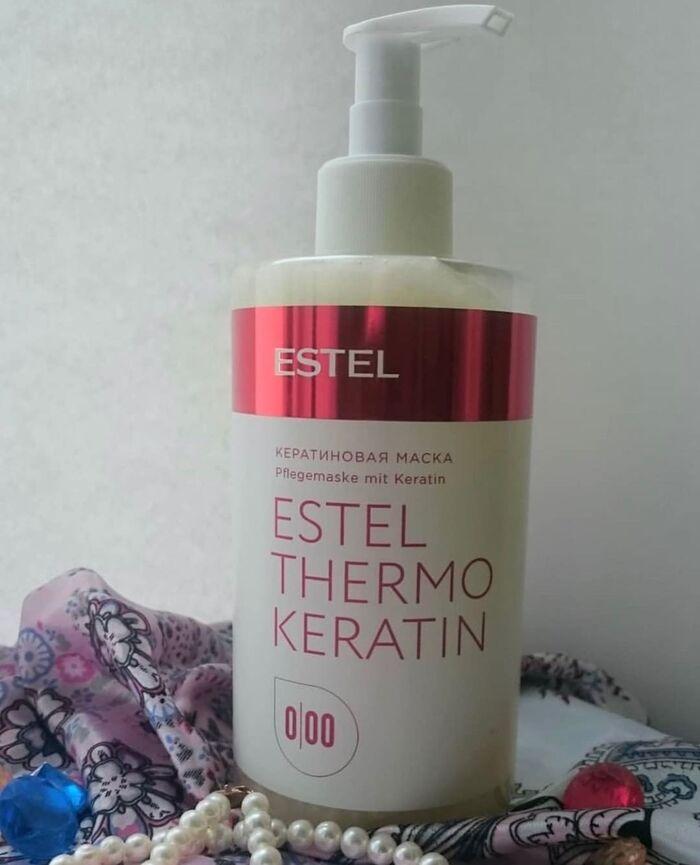 ESTEL
КЕРАТИНОВАЯ МАСКА
Pflegemaske mit Keratin
ESTEL
THERMO
KERATIN
0|00